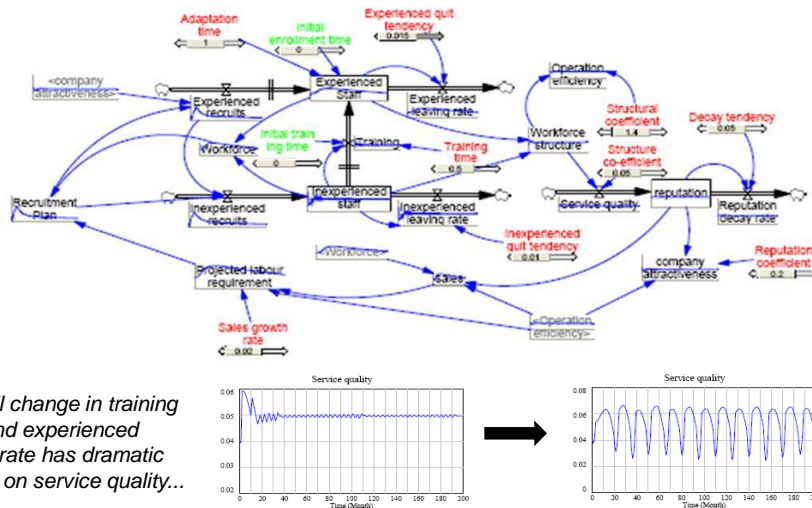 Adaptation
time
1
Initial
enrollment time
0
Experienced quit
tendency
0.015
<company
attractiveness>
Experienced
recruits
Experienced
Staff
Experienced
leaving rate
Operation
efficiency
Structural
coefficient
1.4
Decay tendency
0.05
Workforce
Initial train
ing time
0
Training
Training
time
0.5
Workforce
structure
Structure
co-efficient
0.05
Recruitment
Plan
Inexperienced
recruits
Inexperienced
staff
Inexperienced
leaving rate
Service quality
reputation
Reputation
decay rate
Inexperienced
quit tendency
0.01
<Workforce>
Projected labour
requirement
sales
company
attractiveness
Reputation
coefficient
0.2
<Operation
efficiency>
Sales growth
rate
0.02
l change in training
nd experienced
rate has dramatic
on service quality...
Service quality
0.06
0.05
0.04
0.03
0.02
0 20 40 60 80 100 120 140 160 180 200
Time (Month)
Service quality
0.08
0.06
0.04
0.02
0
0 20 40 60 80 100 120 140 160 180 200
Time (Month)